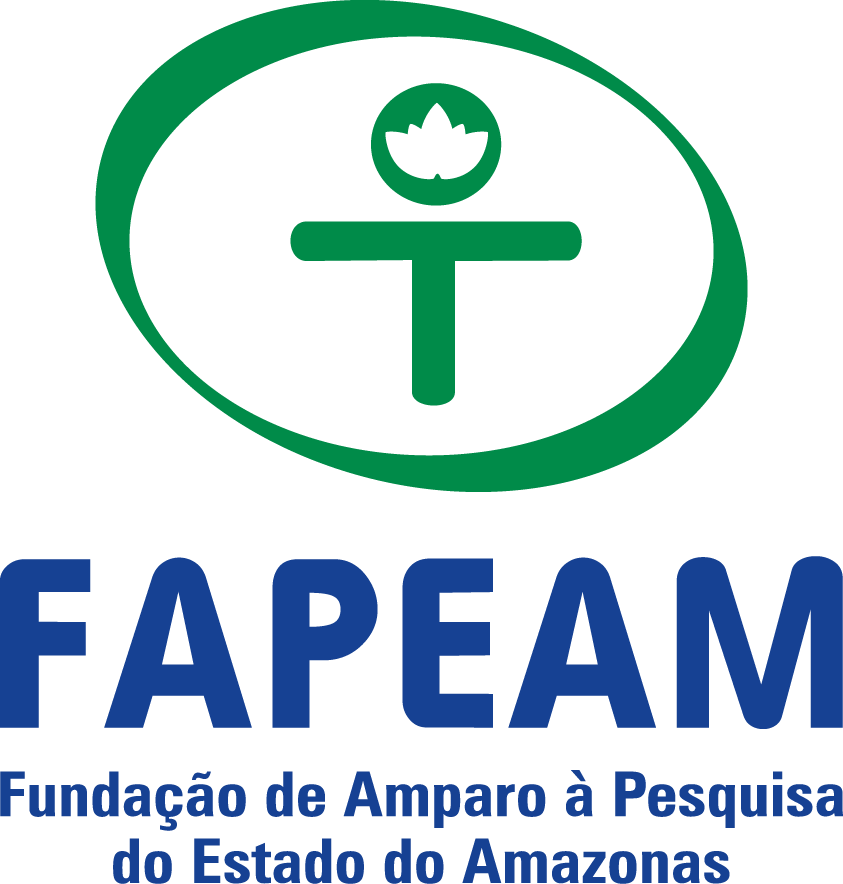 FAPEAM
Fundação de Amparo à Pesquisa
do Estado do Amazonas